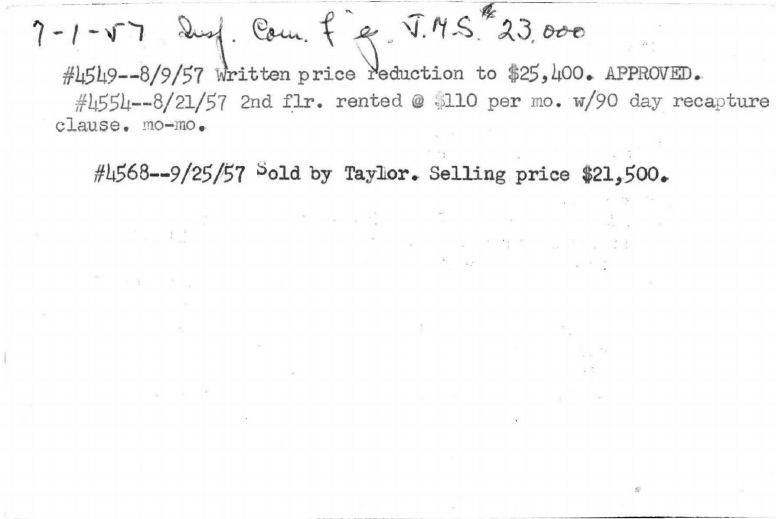 7-1-57 Insp. Com. fig. J.M.S. $23,000
#4549--8/9/57 Written price reduction to $25,400. APPROVED.
#4554--8/21/57 2nd flr. rented @ $110 per mo. w/90 day recapture
clause. mo-mo.
#4568--9/25/57 Sold by Taylor. Selling price $21,500.